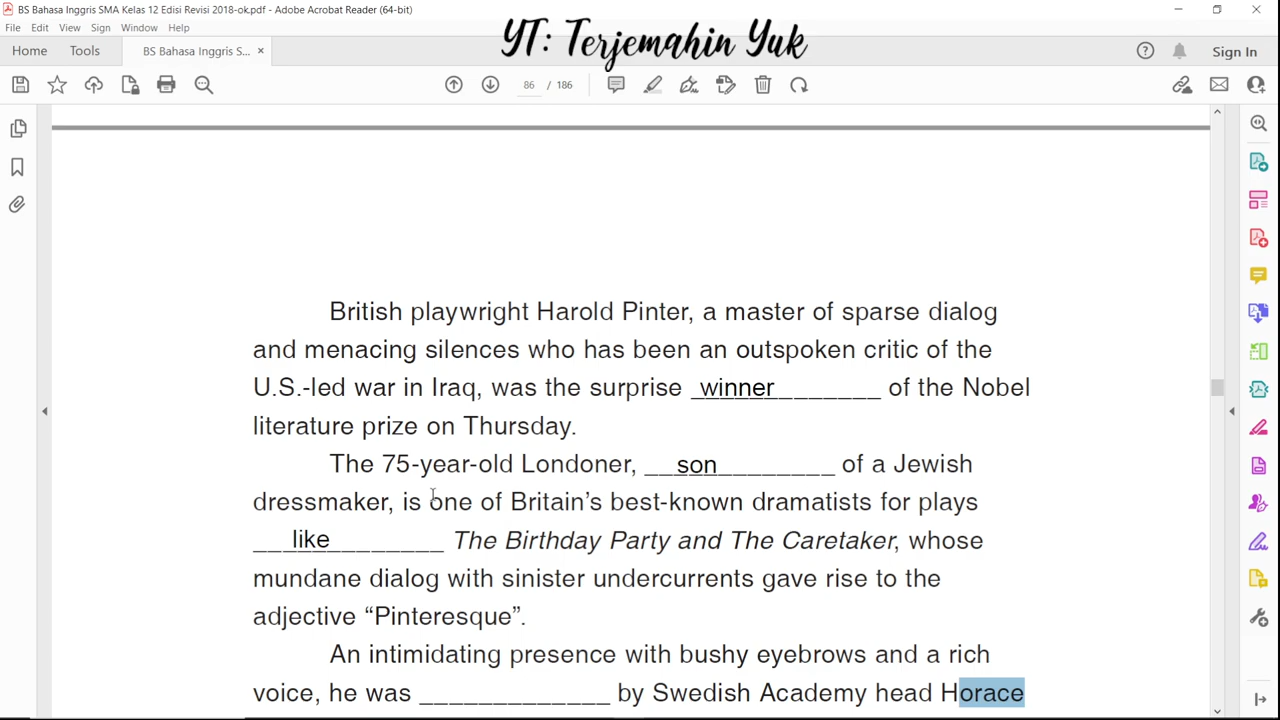 BS Bahasa Inggris SMA Kelas 12 Edisi Revisi 2018-ok.pdf - Adobe Acrobat Reader (64-bit)
YT: Terjemahin Yuk
File Edit View Sign Window Help
Home Tools BS Bahasa Inggris S... × Sign In
86 / 186
British playwright Harold Pinter, a master of sparse dialog
and menacing silences who has been an outspoken critic of the
U.S.-led war in Iraq, was the surprise __winner________ of the Nobel
literature prize on Thursday.
The 75-year-old Londoner, __son________ of a Jewish
dressmaker, is one of Britain's best-known dramatists for plays
___like________ The Birthday Party and The Caretaker, whose
mundane dialog with sinister undercurrents gave rise to the
adjective “Pinteresque”.
An intimidating presence with bushy eyebrows and a rich
voice, he was _____________ by Swedish Academy head Horace